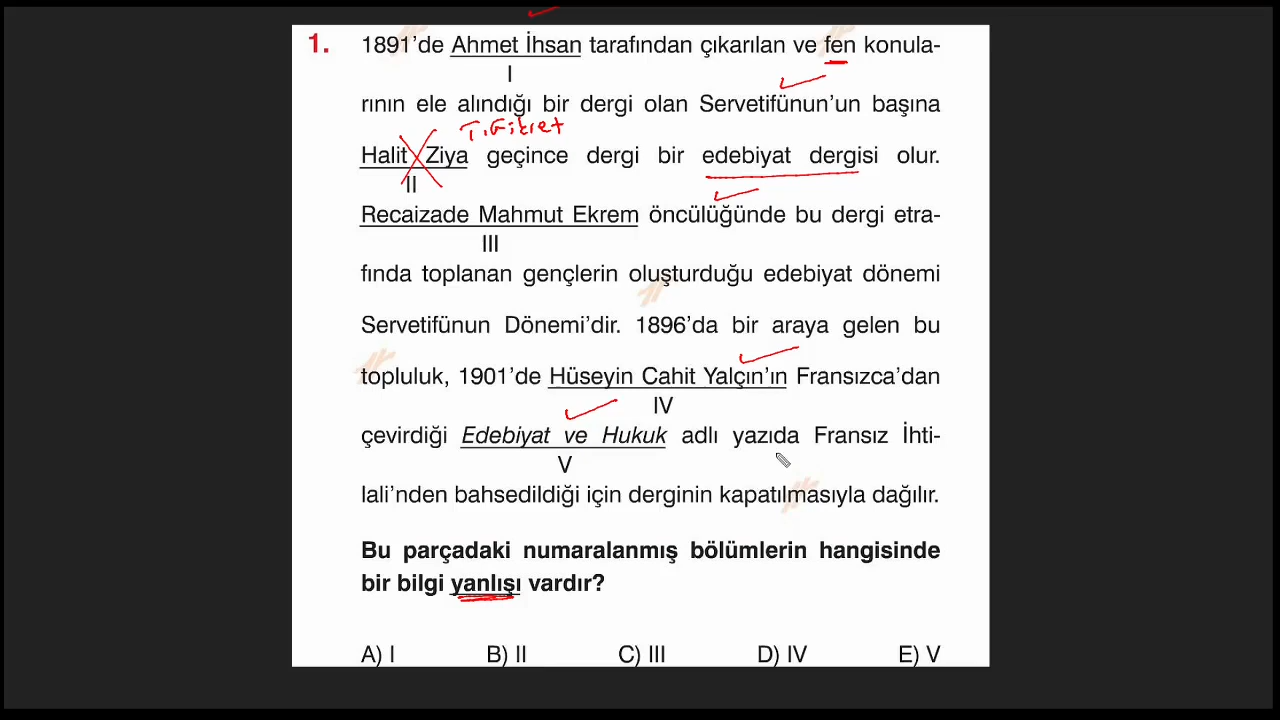 1. 1891’de Ahmet İhsan tarafından çıkarılan ve fen konula-
I
rının ele alındığı bir dergi olan Servetifünun’un başına
T.Fikret
Halit Ziya geçince dergi bir edebiyat dergisi olur.
II
Recaizade Mahmut Ekrem öncülüğünde bu dergi etra-
III
fında toplanan gençlerin oluşturduğu edebiyat dönemi
Servetifünun Dönemi’dir. 1896’da bir araya gelen bu
topluluk, 1901’de Hüseyin Cahit Yalçın’ın Fransızca’dan
IV
çevirdiği Edebiyat ve Hukuk adlı yazıda Fransız İhti-
V
lali’nden bahsedildiği için derginin kapatılmasıyla dağılır.
Bu parçadaki numaralanmış bölümlerin hangisinde
bir bilgi yanlışı vardır?
A) I B) II C) III D) IV E) V